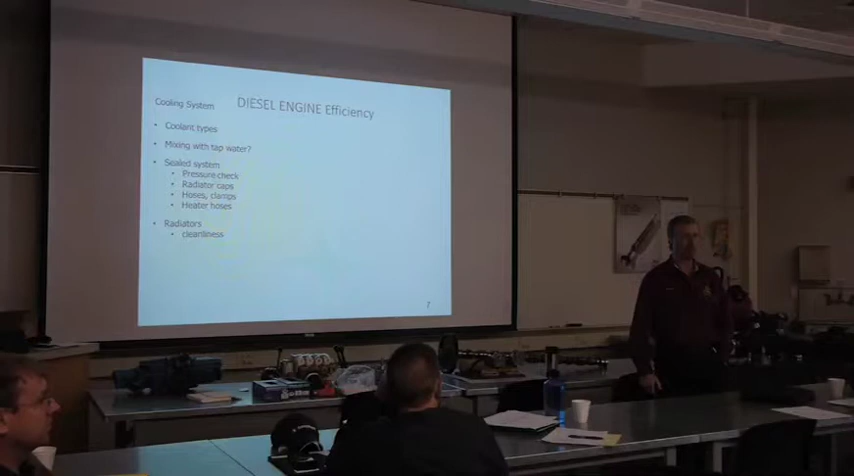 DIESEL ENGINE Efficiency
Cooling System
• Coolant types
• Mixing with tap water?
• Sealed system
• Pressure check
• Radiator caps
• Hoses, clamps
• Heater hoses
• Radiators
• cleanliness
7